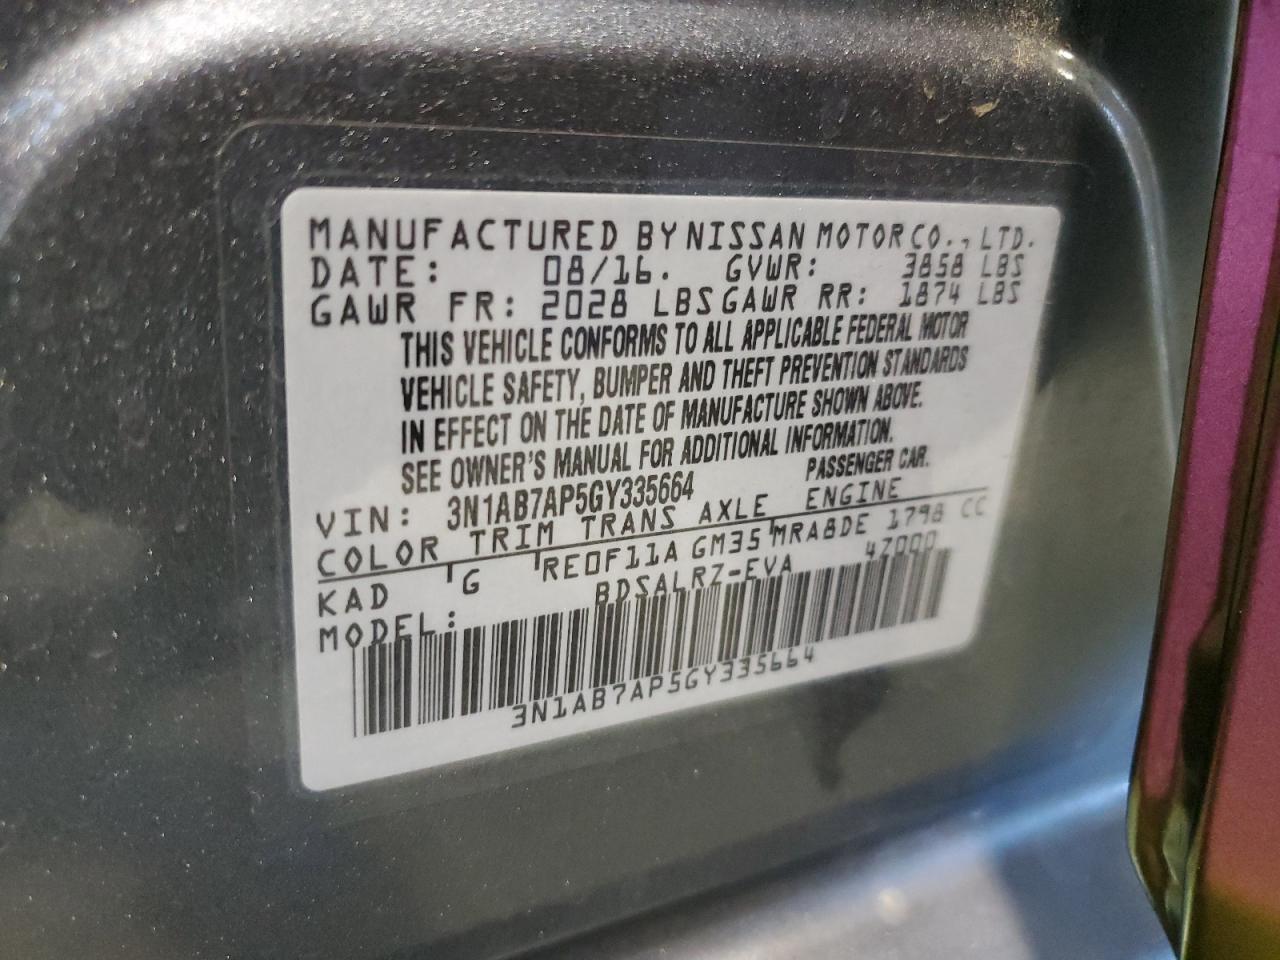 MANUFACTURED BY NISSAN MOTOR CO., LTD.
DATE: 08/16. GVWR: 3858 LBS
GAWR FR: 2028 LBS GAWR RR: 1874 LBS
THIS VEHICLE CONFORMS TO ALL APPLICABLE FEDERAL MOTOR
VEHICLE SAFETY, BUMPER AND THEFT PREVENTION STANDARDS
IN EFFECT ON THE DATE OF MANUFACTURE SHOWN ABOVE.
SEE OWNER'S MANUAL FOR ADDITIONAL INFORMATION.
VIN: 3N1AB7AP5GY335664 PASSENGER CAR.
COLOR TRIM TRANS AXLE ENGINE
KAD G RE0F11A GM35 MRA8DE 1798 CC
MODEL: BDSALRZ-EVA 47000
3N1AB7AP5GY335664